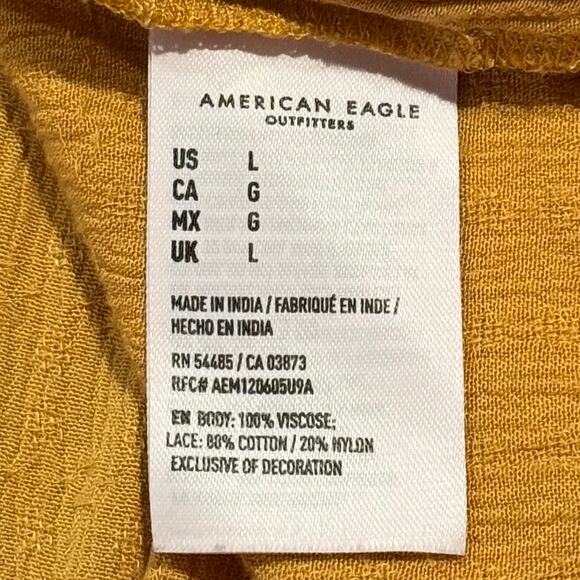 AMERICAN EAGLE
OUTFITTERS
US L
CA G
MX G
UK L
MADE IN INDIA / FABRIQUÉ EN INDE /
HECHO EN INDIA
RN 54485 / CA 03873
RFC# AEM120605U9A
EN BODY: 100% VISCOSE;
LACE: 80% COTTON / 20% NYLON
EXCLUSIVE OF DECORATION